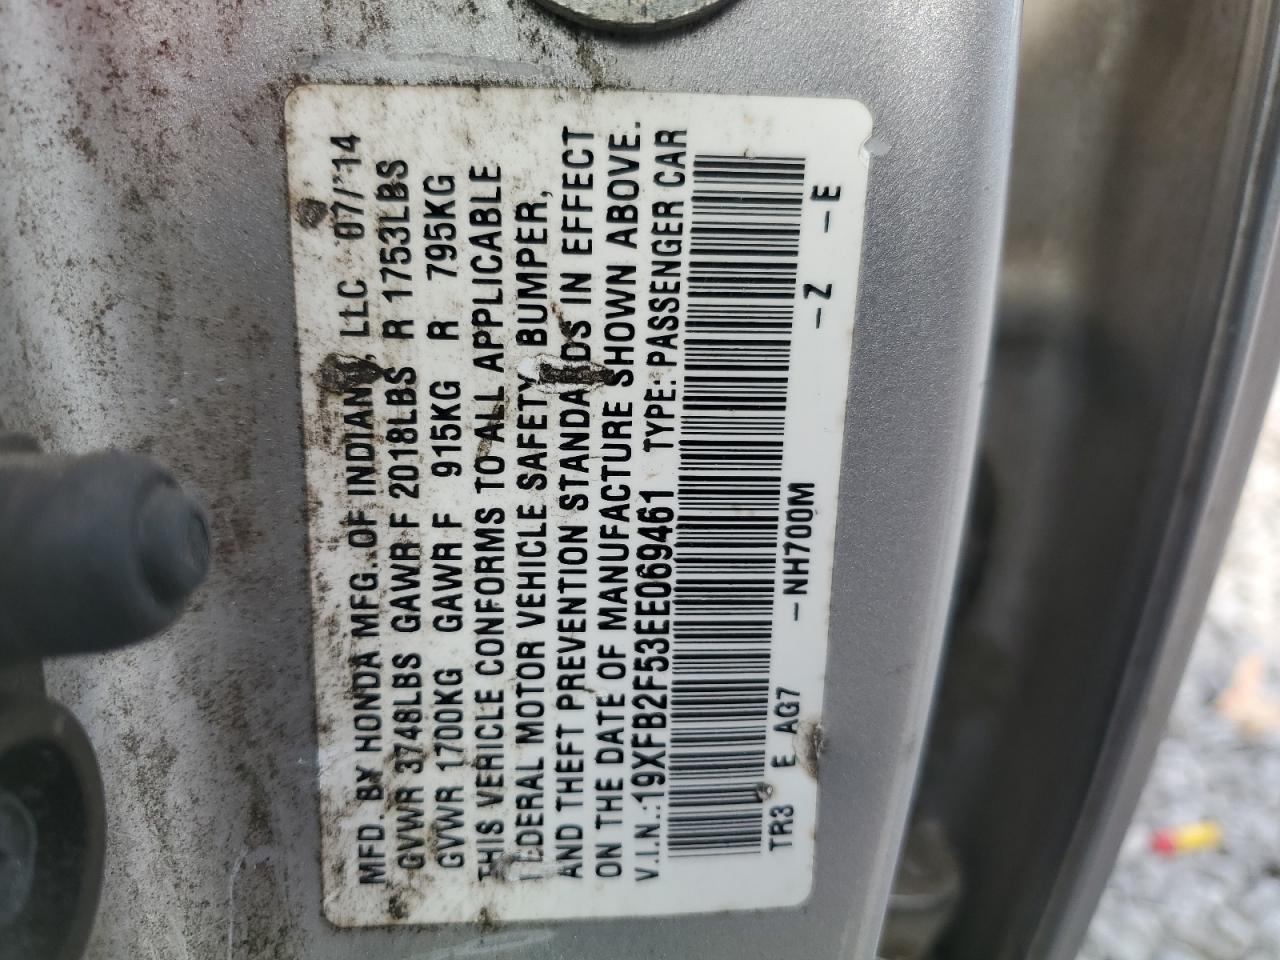 MFD. BY HONDA MFG. OF INDIANA, LLC 07/'14
GVWR 3748LBS GAWR F 2018LBS R 1753LBS
GVWR 1700KG GAWR F 915KG R 795KG
THIS VEHICLE CONFORMS TO ALL APPLICABLE
FEDERAL MOTOR VEHICLE SAFETY, BUMPER,
AND THEFT PREVENTION STANDARDS IN EFFECT
ON THE DATE OF MANUFACTURE SHOWN ABOVE.
V.I.N.:19XFB2F53EE069461 TYPE: PASSENGER CAR
TR3 E AG7 -NH700M -Z -E